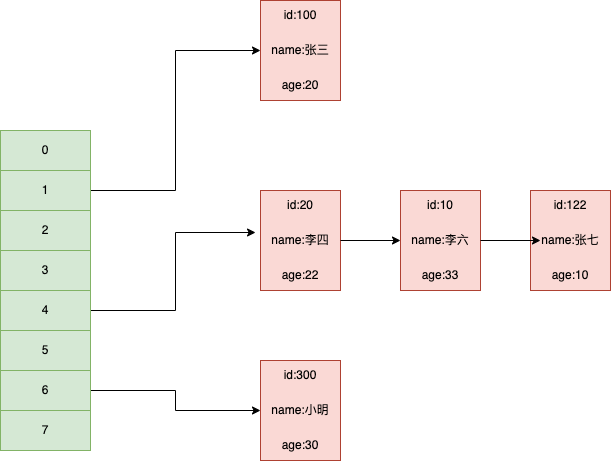 id:100
name:张三
age:20
0
1
2
3
4
5
6
7
id:20
name:李四
age:22
id:10
name:李六
age:33
id:122
name:张七
age:10
id:300
name:小明
age:30